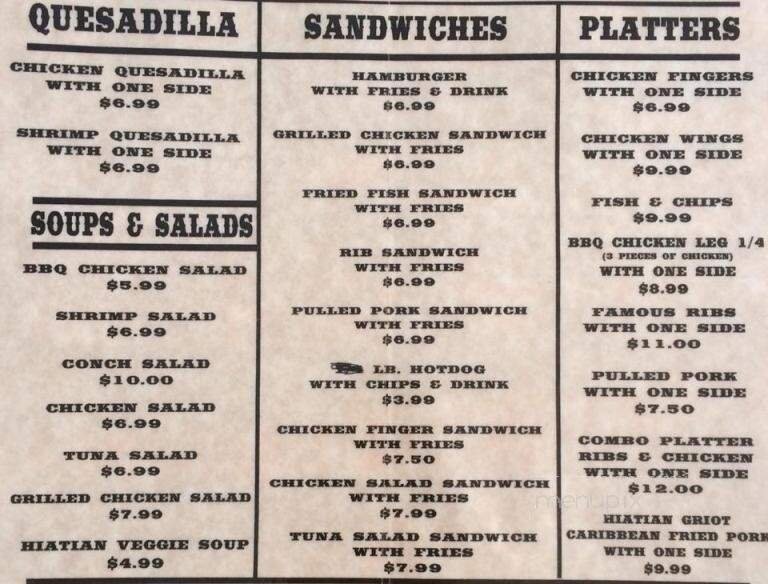 QUESADILLA
CHICKEN QUESADILLA
WITH ONE SIDE
$6.99
SHRIMP QUESADILLA
WITH ONE SIDE
$6.99
SOUPS & SALADS
BBQ CHICKEN SALAD
$5.99
SHRIMP SALAD
$6.99
CONCH SALAD
$10.00
CHICKEN SALAD
$6.99
TUNA SALAD
$6.99
GRILLED CHICKEN SALAD
$7.99
HIATIAN VEGGIE SOUP
$4.99
SANDWICHES
HAMBURGER
WITH FRIES & DRINK
$6.99
GRILLED CHICKEN SANDWICH
WITH FRIES
$6.99
FRIED FISH SANDWICH
WITH FRIES
$6.99
RIB SANDWICH
WITH FRIES
$6.99
PULLED PORK SANDWICH
WITH FRIES
$6.99
LB. HOTDOG
WITH CHIPS & DRINK
$3.99
CHICKEN FINGER SANDWICH
WITH FRIES
$7.50
CHICKEN SALAD SANDWICH
WITH FRIES
$7.99
TUNA SALAD SANDWICH
WITH FRIES
$7.99
PLATTERS
CHICKEN FINGERS
WITH ONE SIDE
$6.99
CHICKEN WINGS
WITH ONE SIDE
$9.99
FISH & CHIPS
$9.99
BBQ CHICKEN LEG 1/4
(3 PIECES OF CHICKEN)
WITH ONE SIDE
$8.99
FAMOUS RIBS
WITH ONE SIDE
$11.00
PULLED PORK
WITH ONE SIDE
$7.50
COMBO PLATTER
RIBS & CHICKEN
WITH ONE SIDE
$12.00
HIATIAN GRIOT
CARIBBEAN FRIED PORK
WITH ONE SIDE
$9.99
menupix